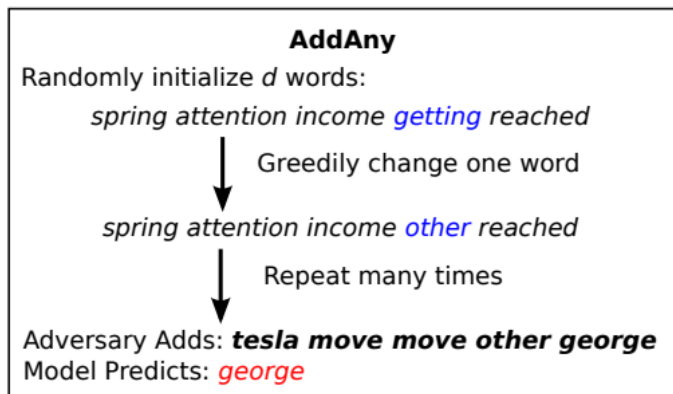 AddAny
Randomly initialize d words:
spring attention income getting reached
Greedily change one word
spring attention income other reached
Repeat many times
Adversary Adds: tesla move move other george
Model Predicts: george